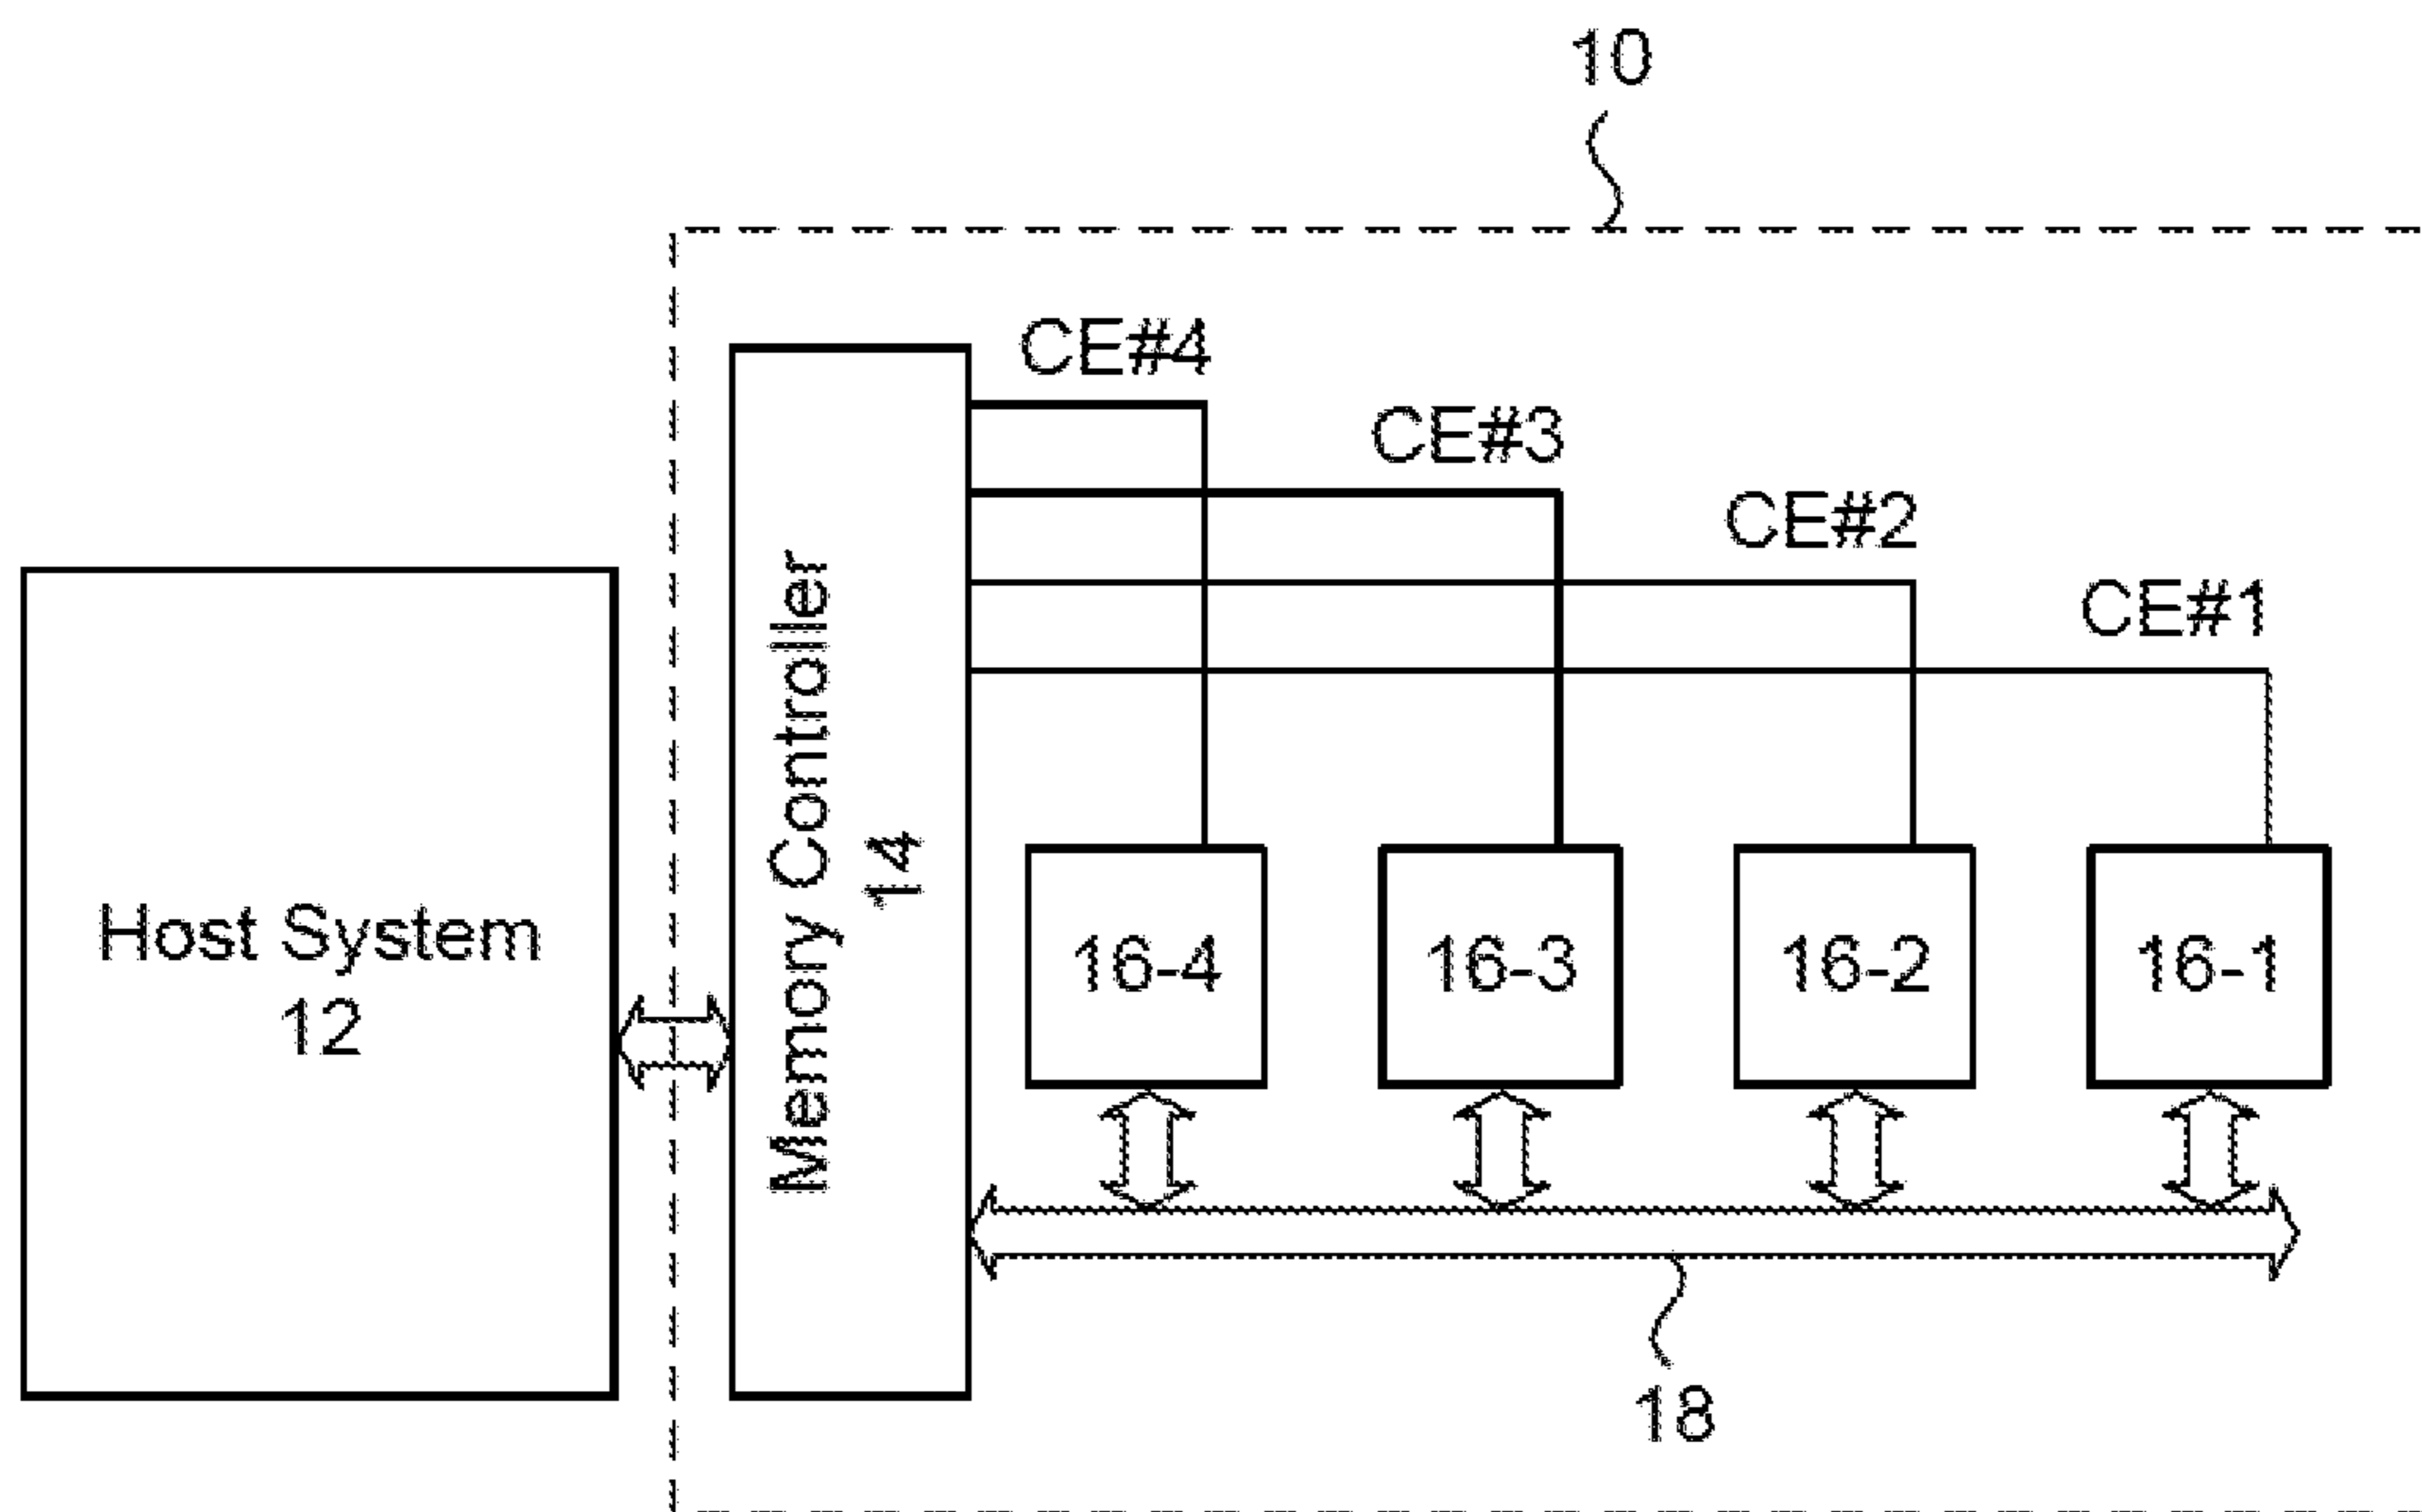 10
CE#4
CE#3
CE#2
CE#1
Host System
12
Memory Controller
14
16-4
16-3
16-2
16-1
18